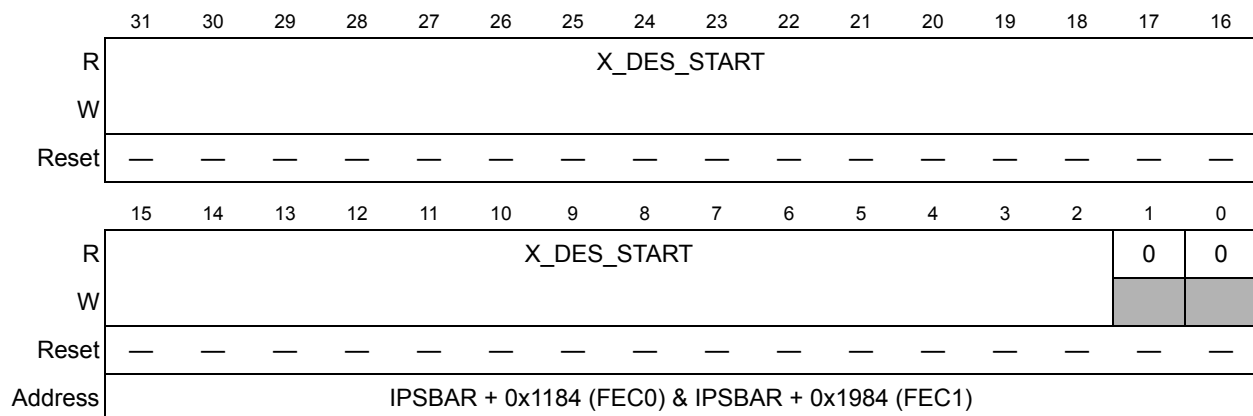 31 30 29 28 27 26 25 24 23 22 21 20 19 18 17 16
R X_DES_START
W
Reset — — — — — — — — — — — — — — — —
15 14 13 12 11 10 9 8 7 6 5 4 3 2 1 0
R X_DES_START 0 0
W
Reset — — — — — — — — — — — — — — — —
Address IPSBAR + 0x1184 (FEC0) & IPSBAR + 0x1984 (FEC1)